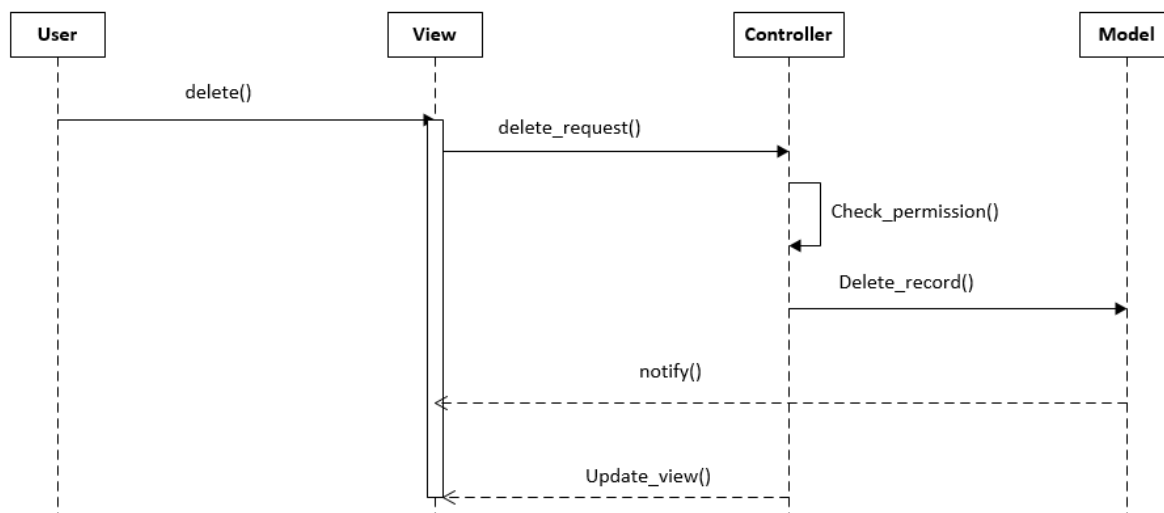 User
View
Controller
Model
delete()
delete_request()
Check_permission()
Delete_record()
notify()
Update_view()